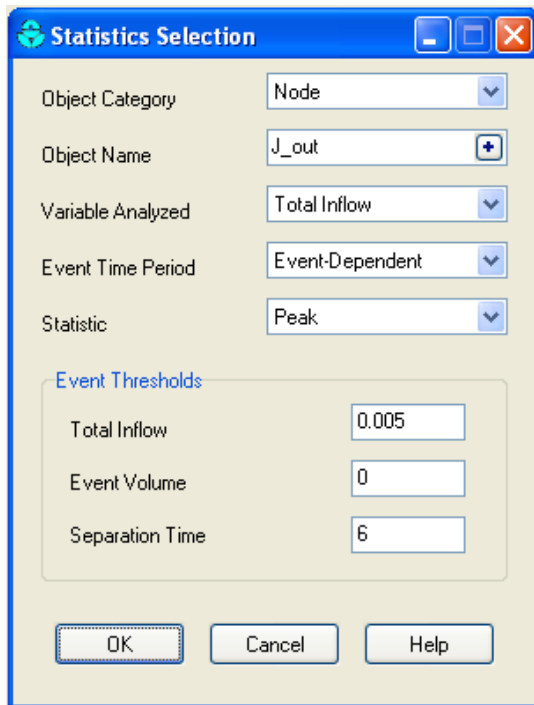 Statistics Selection
Object Category Node
Object Name J_out
Variable Analyzed Total Inflow
Event Time Period Event-Dependent
Statistic Peak
Event Thresholds
Total Inflow 0.005
Event Volume 0
Separation Time 6
OK Cancel Help